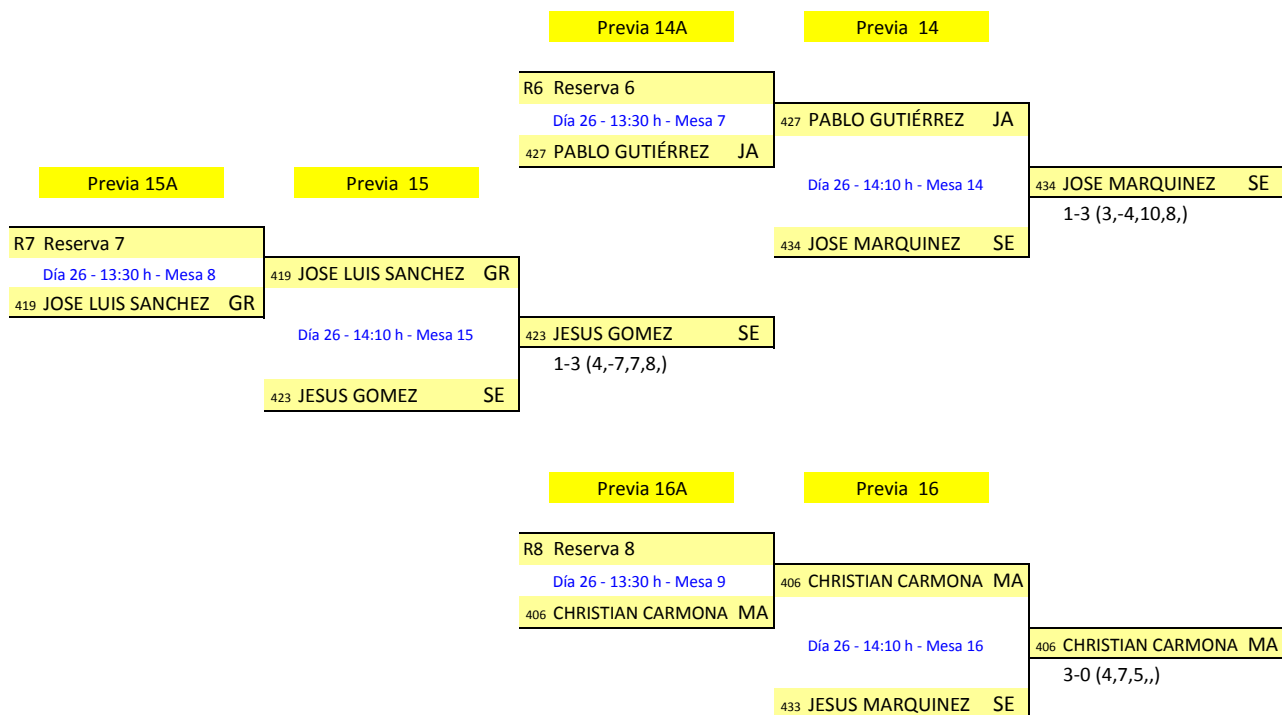 Previa 14A
Previa  14
R6 Reserva 6
Día 26 - 13:30 h - Mesa 7
427 PABLO GUTIÉRREZ JA
427 PABLO GUTIÉRREZ JA
Día 26 - 14:10 h - Mesa 14
434 JOSE MARQUINEZ SE
434 JOSE MARQUINEZ SE
1-3 (3,-4,10,8,)
Previa 15A
Previa  15
R7 Reserva 7
Día 26 - 13:30 h - Mesa 8
419 JOSE LUIS SANCHEZ GR
419 JOSE LUIS SANCHEZ GR
Día 26 - 14:10 h - Mesa 15
423 JESUS GOMEZ SE
423 JESUS GOMEZ SE
1-3 (4,-7,7,8,)
Previa 16A
Previa  16
R8 Reserva 8
Día 26 - 13:30 h - Mesa 9
406 CHRISTIAN CARMONA MA
406 CHRISTIAN CARMONA MA
Día 26 - 14:10 h - Mesa 16
433 JESUS MARQUINEZ SE
406 CHRISTIAN CARMONA MA
3-0 (4,7,5,,)